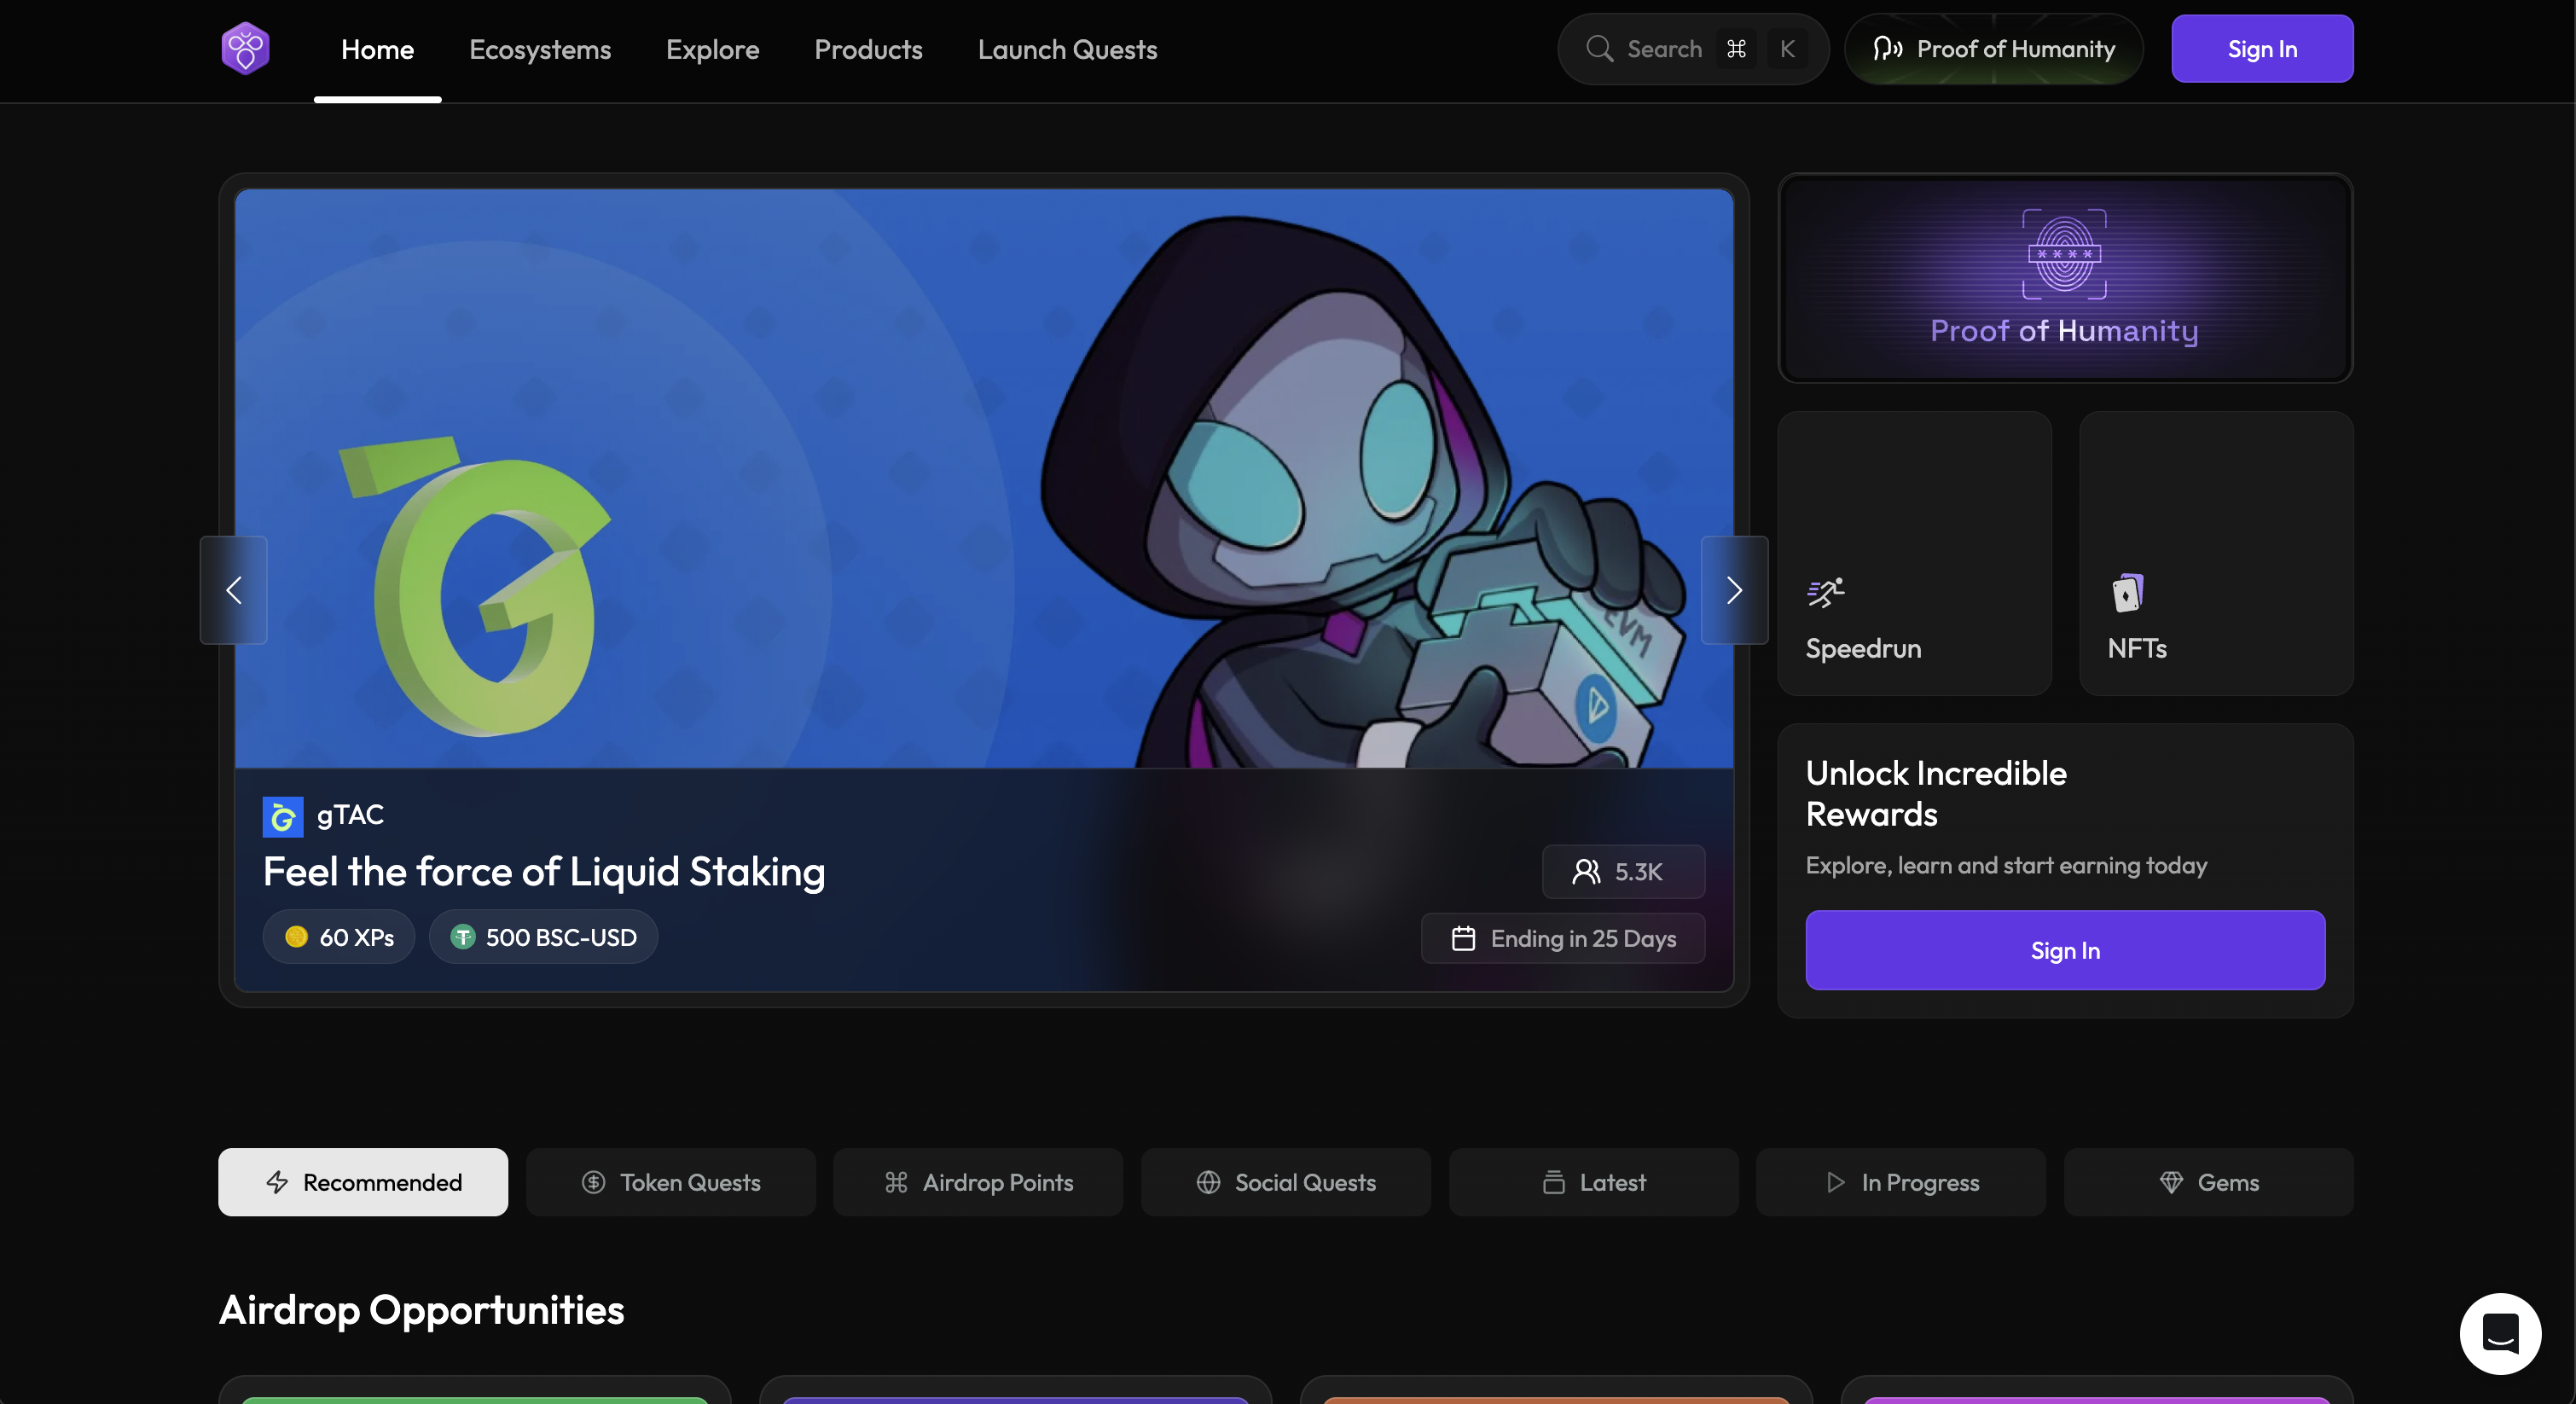 Home
Ecosystems
Explore
Products
Launch Quests
Search ⌘ K
Proof of Humanity
Sign In
****
Proof of Humanity
EVM
Speedrun
NFTs
gTAC
Feel the force of Liquid Staking
60 XPs
500 BSC-USD
5.3K
Ending in 25 Days
Unlock Incredible
Rewards
Explore, learn and start earning today
Sign In
Recommended
Token Quests
Airdrop Points
Social Quests
Latest
In Progress
Gems
Airdrop Opportunities